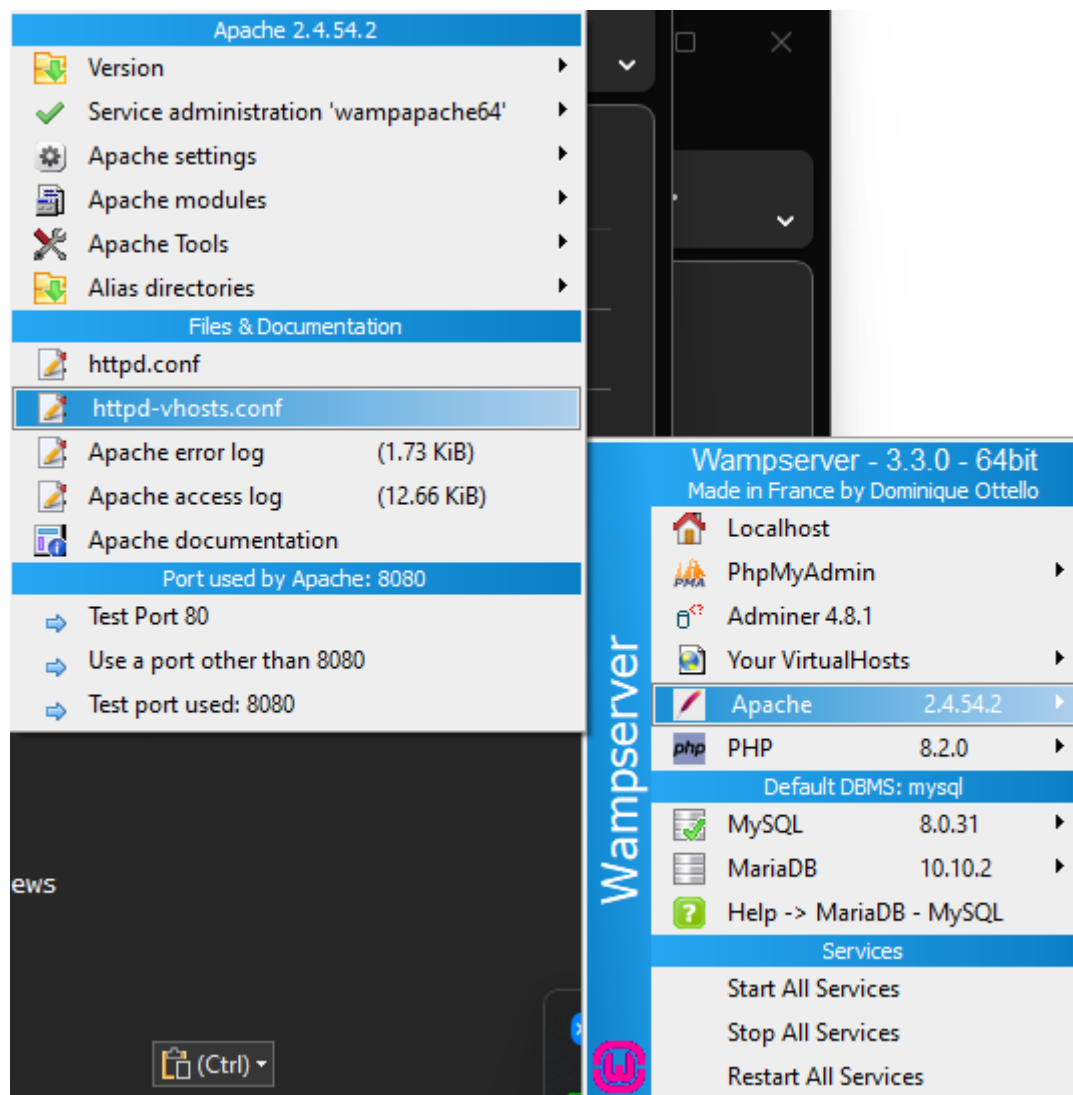 Apache 2.4.54.2
Version
Service administration 'wampapache64'
Apache settings
Apache modules
Apache Tools
Alias directories
Files & Documentation
httpd.conf
httpd-vhosts.conf
Apache error log (1.73 KiB)
Apache access log (12.66 KiB)
Apache documentation
Port used by Apache: 8080
Test Port 80
Use a port other than 8080
Test port used: 8080
ews
(Ctrl)
Wampserver
Wampserver - 3.3.0 - 64bit
Made in France by Dominique Ottello
Localhost
PMA PhpMyAdmin
Adminer 4.8.1
Your VirtualHosts
Apache 2.4.54.2
php PHP 8.2.0
Default DBMS: mysql
MySQL 8.0.31
MariaDB 10.10.2
Help -> MariaDB - MySQL
Services
Start All Services
Stop All Services
Restart All Services